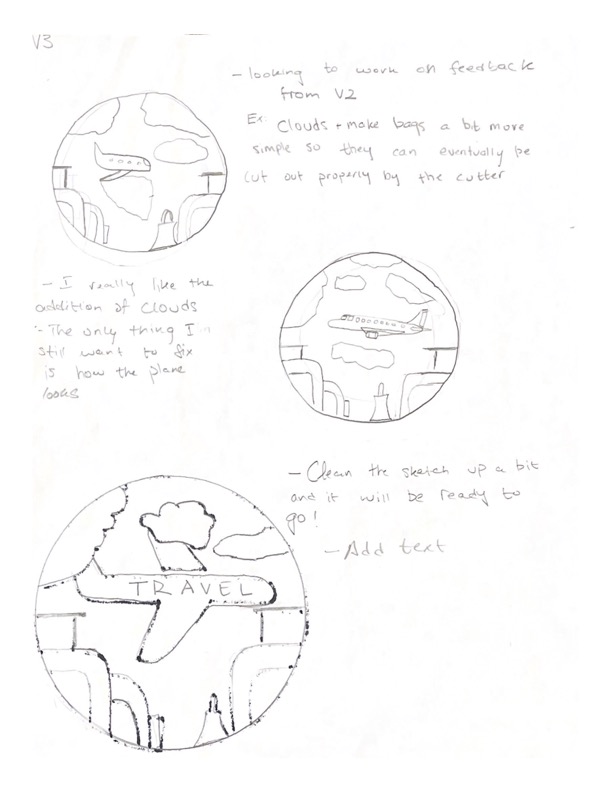 V3
- looking to work on feedback
from V2
Ex: Clouds + make bags a bit more
simple so they can eventually be
cut out properly by the cutter
- I really like the
addition of clouds
- The only thing I
still want to fix
is how the plane
looks
- Clean the sketch up a bit
and it will be ready to
go!
- Add text
TRAVEL